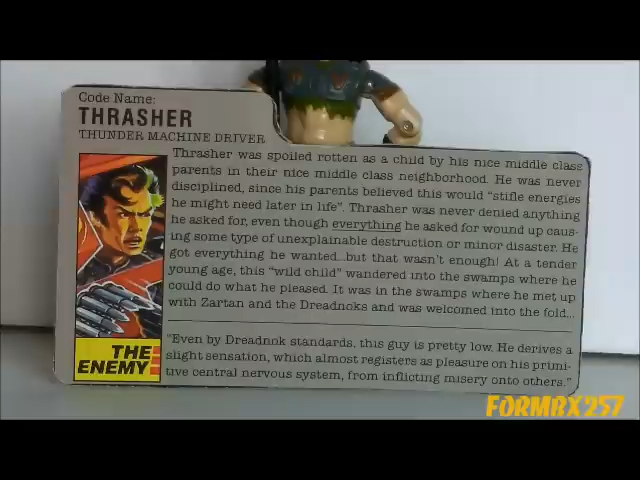 Code Name:
THRASHER
THUNDER MACHINE DRIVER
Thrasher was spoiled rotten as a child by his nice middle class
parents in their nice middle class neighborhood. He was never
disciplined, since his parents believed this would "stifle energies
he might need later in life". Thrasher was never denied anything
he asked for, even though everything he asked for wound up caus-
ing some type of unexplainable destruction or minor disaster. He
got everything he wanted...but that wasn't enough! At a tender
young age, this "wild child" wandered into the swamps where he
could do what he pleased. It was in the swamps where he met up
with Zartan and the Dreadnoks and was welcomed into the fold...
"Even by Dreadnok standards, this guy is pretty low. He derives a
slight sensation, which almost registers as pleasure on his primi-
tive central nervous system, from inflicting misery onto others."
THE
ENEMY
FORMBX257